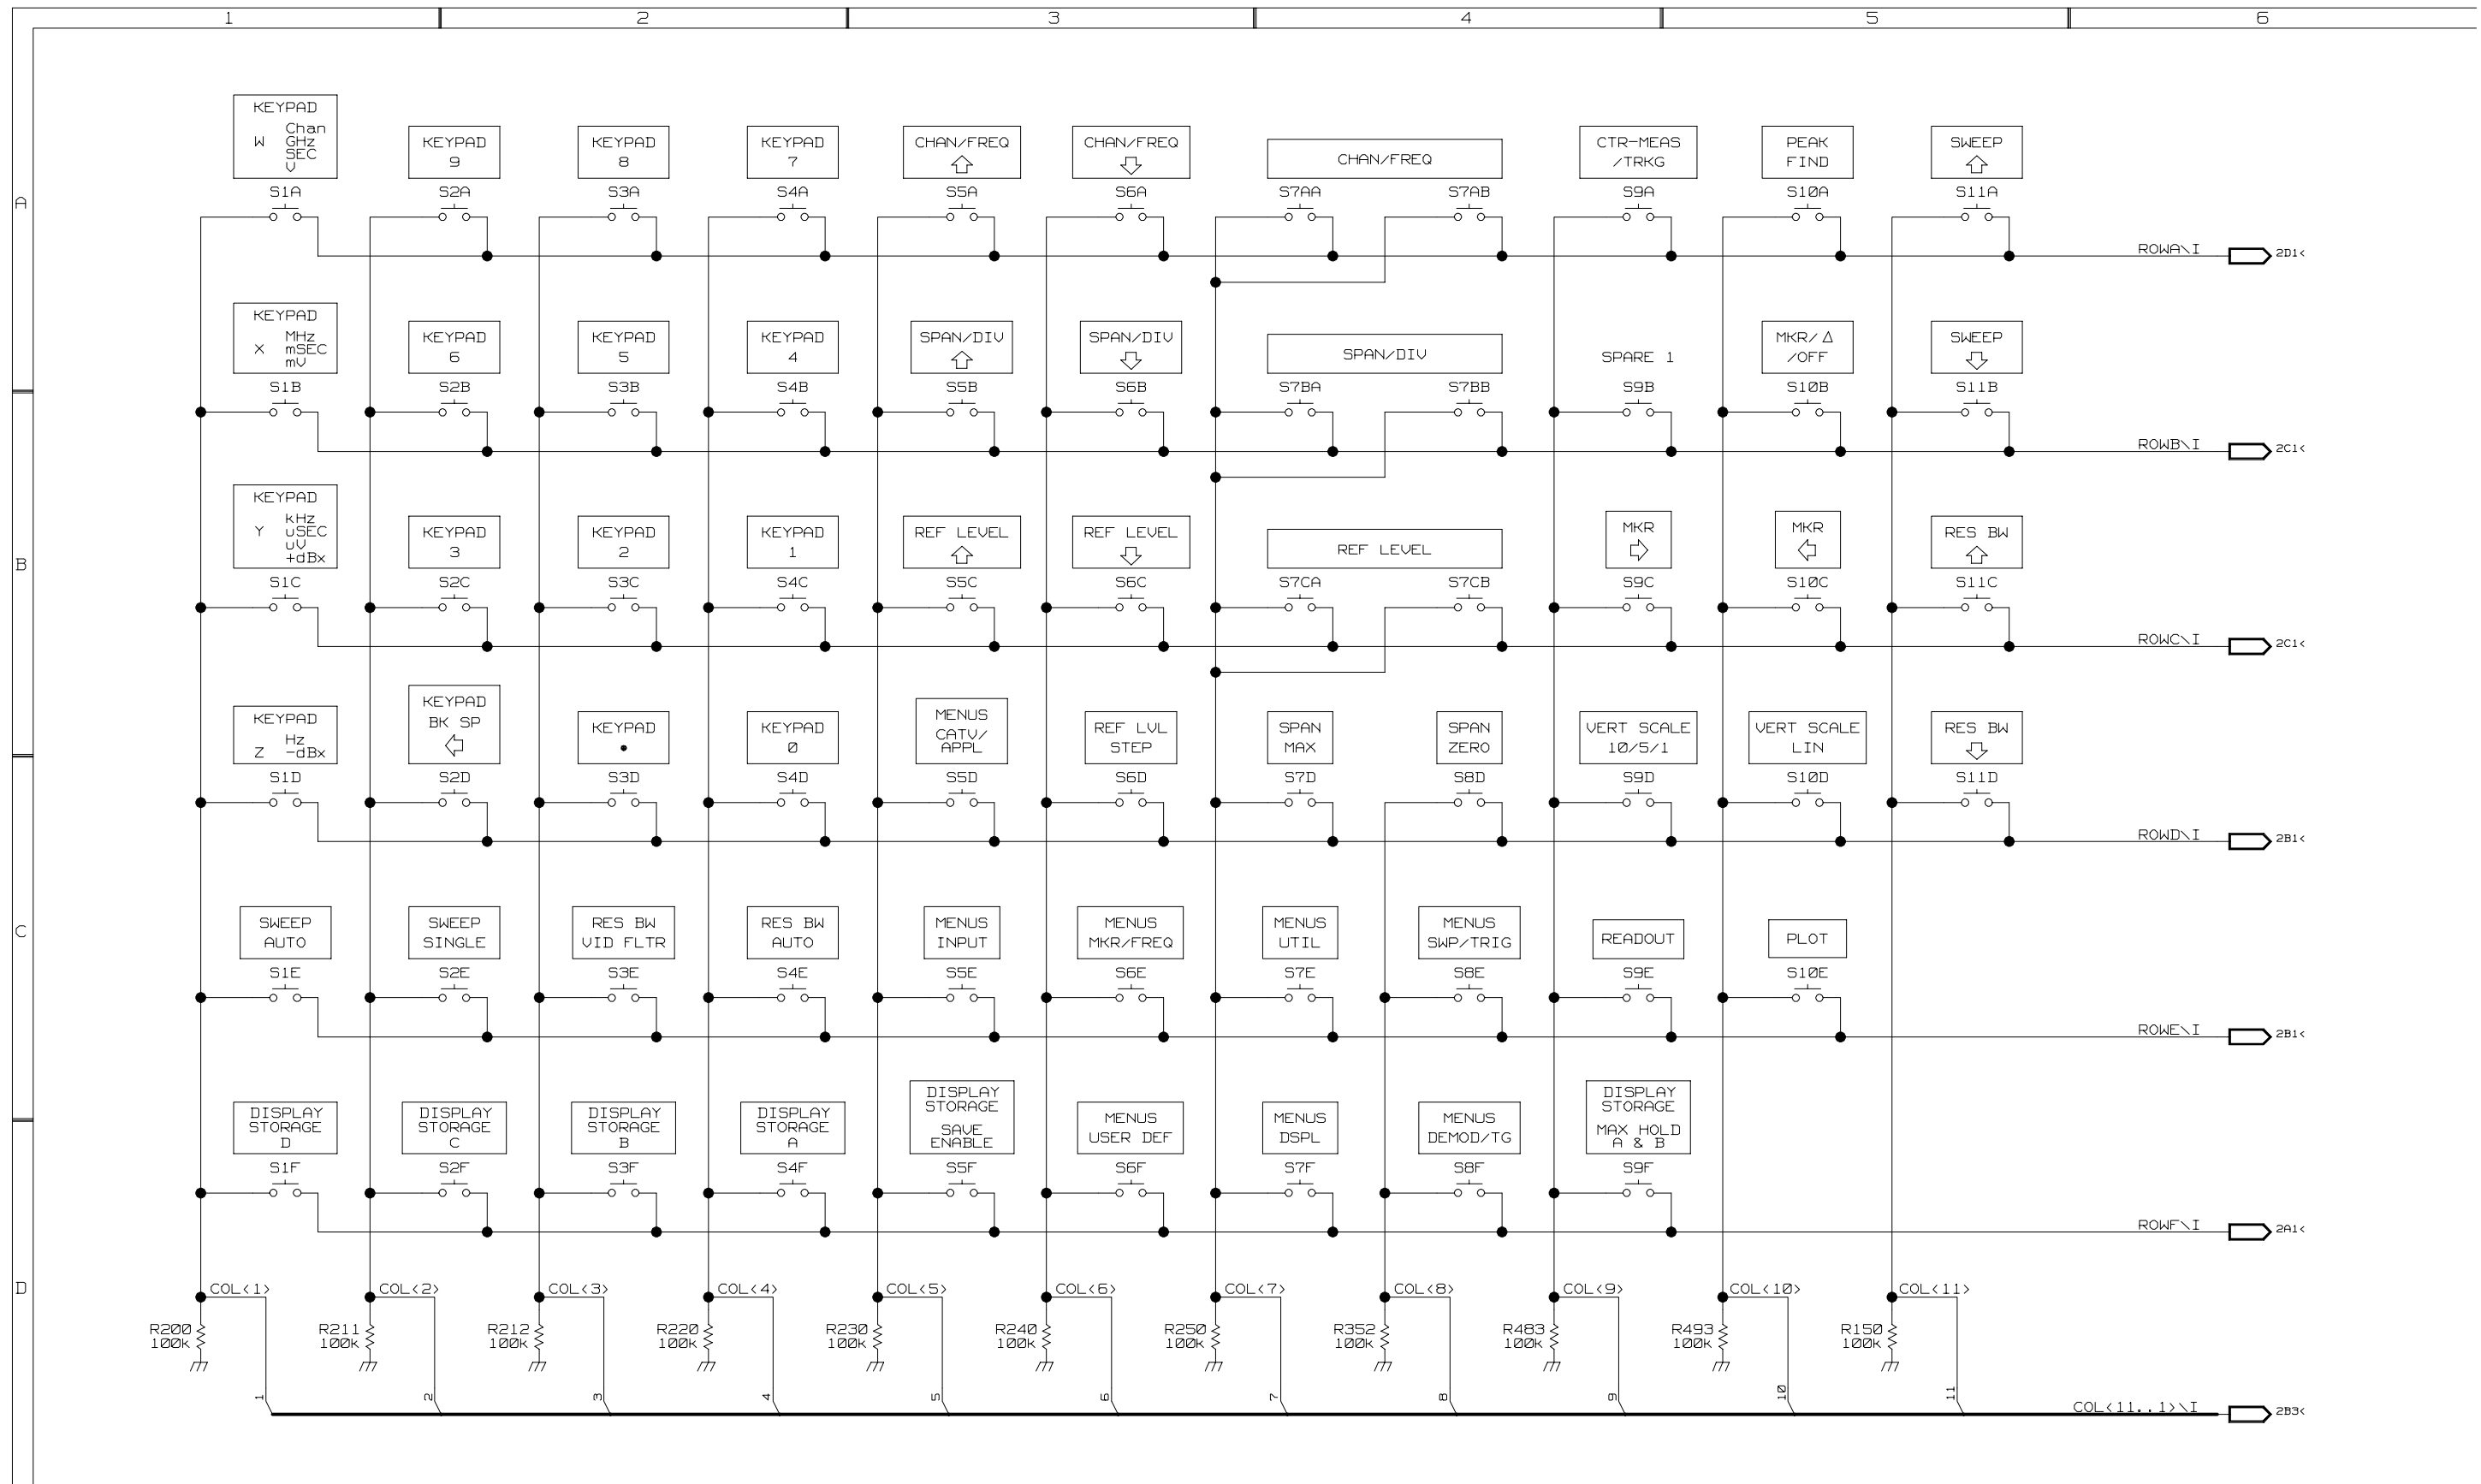 1 2 3 4 5 6
A
KEYPAD
W Chan
GHz
SEC
V
S1A
KEYPAD
9
S2A
KEYPAD
8
S3A
KEYPAD
7
S4A
CHAN/FREQ
S5A
CHAN/FREQ
S6A
CHAN/FREQ
S7AA S7AB
CTR-MEAS
/TRKG
S9A
PEAK
FIND
S10A
SWEEP
S11A
ROWA\I 2D1<
KEYPAD
X MHz
mSEC
mV
S1B
KEYPAD
6
S2B
KEYPAD
5
S3B
KEYPAD
4
S4B
SPAN/DIV
S5B
SPAN/DIV
S6B
SPAN/DIV
S7BA S7BB
SPARE 1
S9B
MKR/Δ
/OFF
S10B
SWEEP
S11B
ROWB\I 2C1<
B
KEYPAD
Y kHz
uSEC
uV
+dBx
S1C
KEYPAD
3
S2C
KEYPAD
2
S3C
KEYPAD
1
S4C
REF LEVEL
S5C
REF LEVEL
S6C
REF LEVEL
S7CA S7CB
MKR
S9C
MKR
S10C
RES BW
S11C
ROWC\I 2C1<
KEYPAD
Hz
Z -dBx
S1D
KEYPAD
BK SP
S2D
KEYPAD
•
S3D
KEYPAD
0
S4D
MENUS
CATV/
APPL
S5D
REF LVL
STEP
S6D
SPAN
MAX
S7D
SPAN
ZERO
S8D
VERT SCALE
10/5/1
S9D
VERT SCALE
LIN
S10D
RES BW
S11D
ROWD\I 2B1<
C
SWEEP
AUTO
S1E
SWEEP
SINGLE
S2E
RES BW
VID FLTR
S3E
RES BW
AUTO
S4E
MENUS
INPUT
S5E
MENUS
MKR/FREQ
S6E
MENUS
UTIL
S7E
MENUS
SWP/TRIG
S8E
READOUT
S9E
PLOT
S10E
ROWE\I 2B1<
DISPLAY
STORAGE
D
S1F
DISPLAY
STORAGE
C
S2F
DISPLAY
STORAGE
B
S3F
DISPLAY
STORAGE
A
S4F
DISPLAY
STORAGE
SAVE
ENABLE
S5F
MENUS
USER DEF
S6F
MENUS
DSPL
S7F
MENUS
DEMOD/TG
S8F
DISPLAY
STORAGE
MAX HOLD
A & B
S9F
ROWF\I 2A1<
D
COL<1> COL<2> COL<3> COL<4> COL<5> COL<6> COL<7> COL<8> COL<9> COL<10> COL<11>
R200 R211 R212 R220 R230 R240 R250 R352 R483 R493 R150
100k 100k 100k 100k 100k 100k 100k 100k 100k 100k 100k
1 2 3 4 5 6 7 8 9 10 11
COL<11..1>\I 2B3<